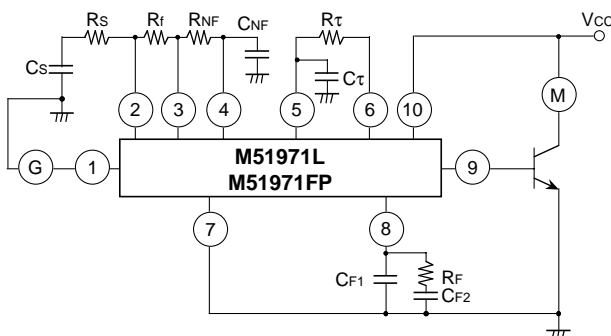 RS Rf RNF CNF Rτ VCC
CS Cτ M
2 3 4 5 6 10
G 1 M51971L 9
M51971FP
7 8
CF1 RF
CF2